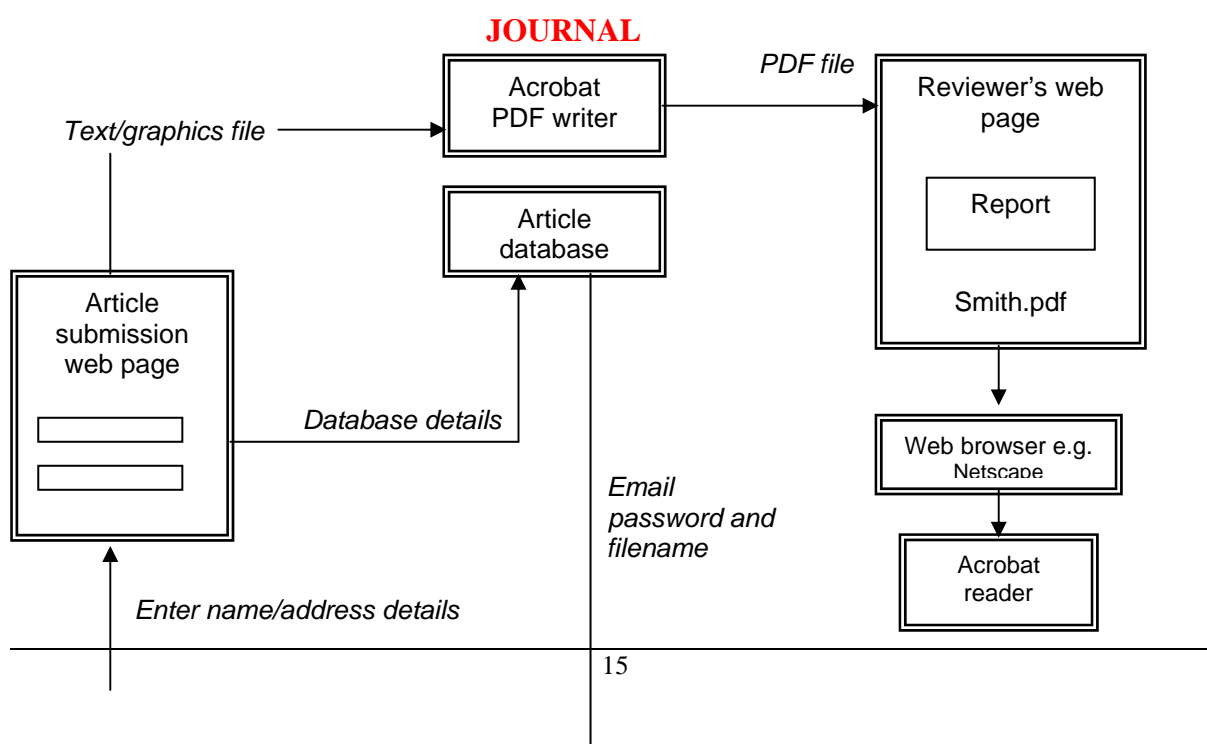 JOURNAL
Acrobat
PDF writer
PDF file
Reviewer's web
page
Report
Smith.pdf
Text/graphics file
Article
database
Article
submission
web page
Database details
Email
password and
filename
Web browser e.g.
Netscape
Acrobat
reader
Enter name/address details
15